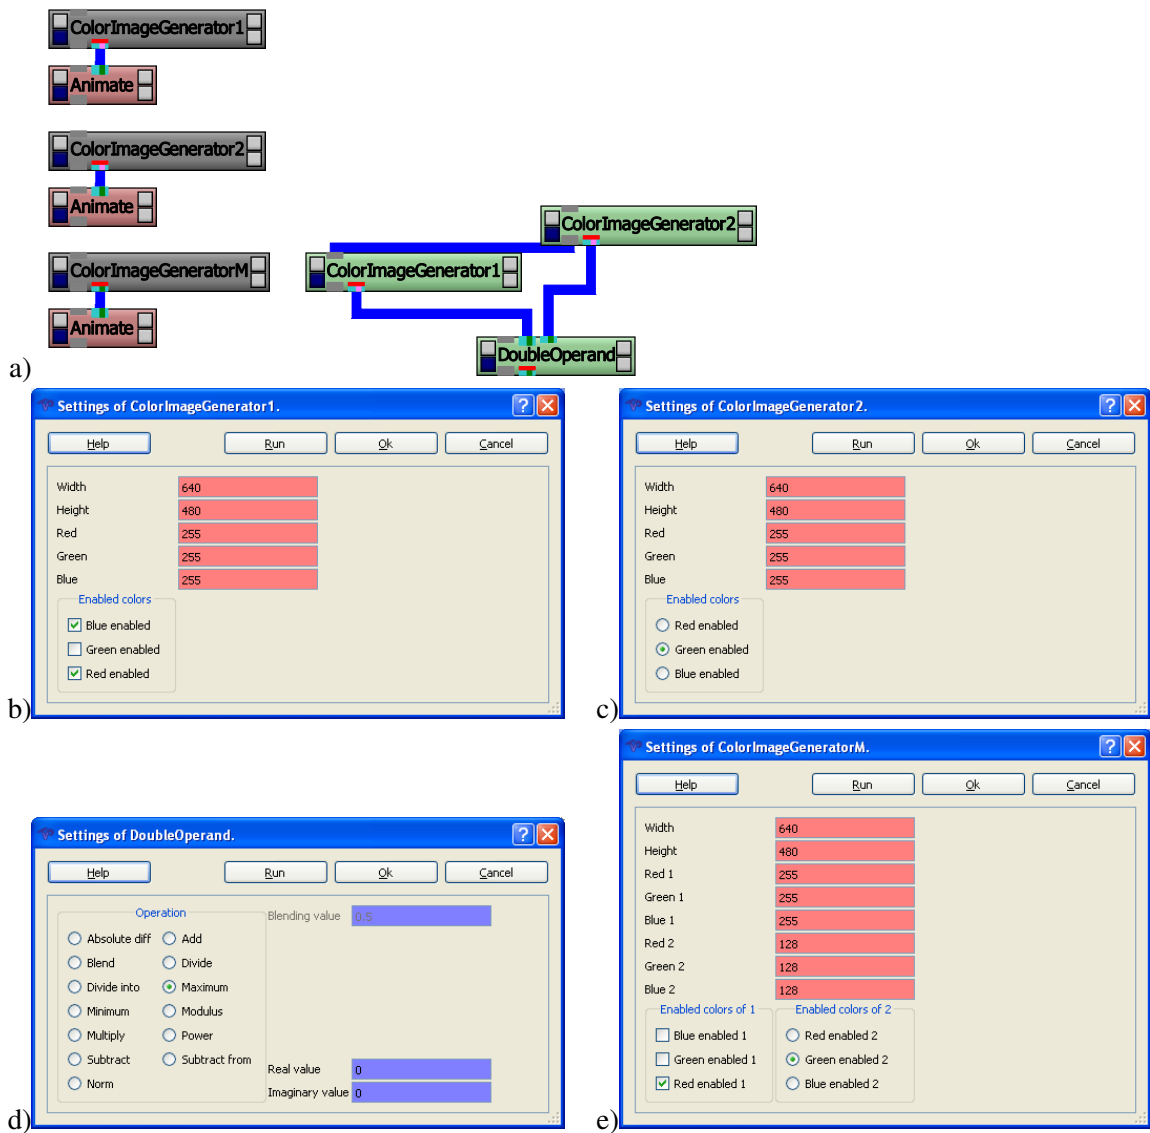 ColorImageGenerator1
Animate
ColorImageGenerator2
Animate
ColorImageGenerator2
ColorImageGeneratorM
ColorImageGenerator1
Animate
DoubleOperand
a)
Settings of ColorImageGenerator1.
Help Run Ok Cancel
Width 640
Height 480
Red 255
Green 255
Blue 255
Enabled colors
Blue enabled
Green enabled
Red enabled
b)
Settings of ColorImageGenerator2.
Help Run Ok Cancel
Width 640
Height 480
Red 255
Green 255
Blue 255
Enabled colors
Red enabled
Green enabled
Blue enabled
c)
Settings of DoubleOperand.
Help Run Ok Cancel
Operation
Blending value 0.5
Absolute diff Add
Blend Divide
Divide into Maximum
Minimum Modulus
Multiply Power
Subtract Subtract from
Norm
Real value 0
Imaginary value 0
d)
Settings of ColorImageGeneratorM.
Help Run Ok Cancel
Width 640
Height 480
Red 1 255
Green 1 255
Blue 1 255
Red 2 128
Green 2 128
Blue 2 128
Enabled colors of 1 Enabled colors of 2
Blue enabled 1 Red enabled 2
Green enabled 1 Green enabled 2
Red enabled 1 Blue enabled 2
e)